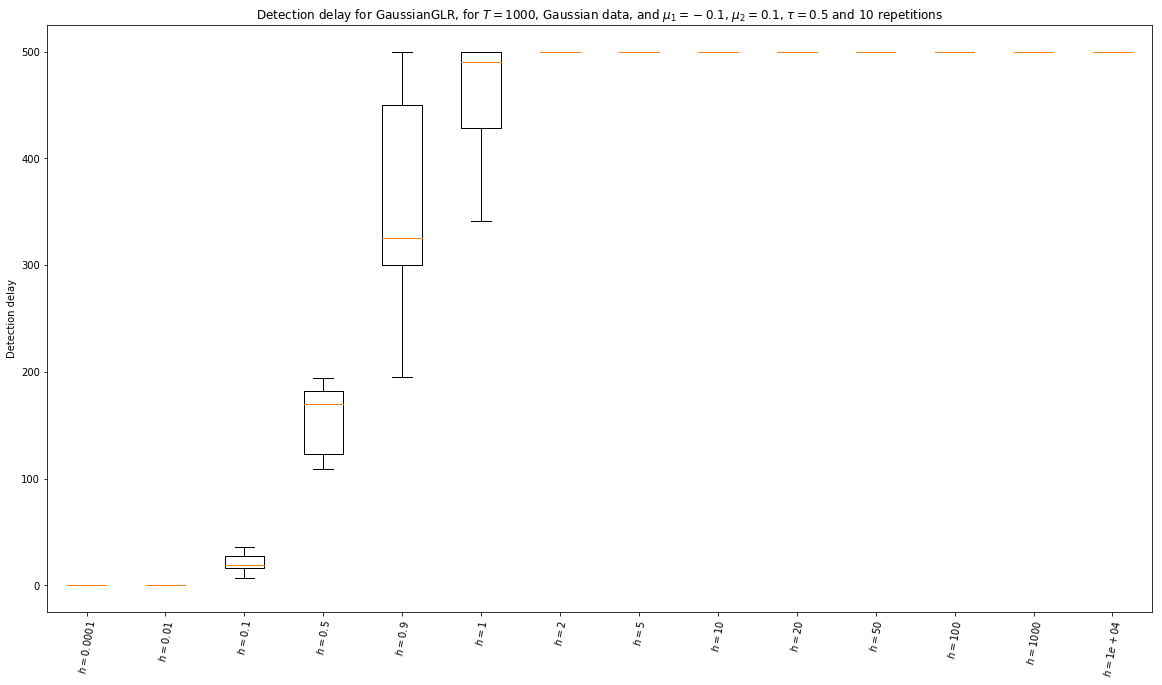 Detection delay for GaussianGLR, for T = 1000, Gaussian data, and μ₁ = − 0.1, μ₂ = 0.1, τ = 0.5 and 10 repetitions
500
400
300
200
100
0
Detection delay
h = 0.0001
h = 0.01
h = 0.1
h = 0.5
h = 0.9
h = 1
h = 2
h = 5
h = 10
h = 20
h = 50
h = 100
h = 1000
h = 1e + 04